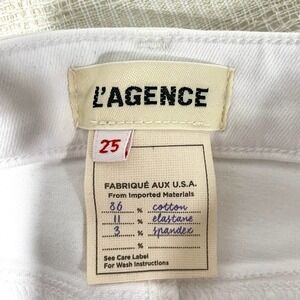 L'AGENCE
25
FABRIQUÉ AUX U.S.A.
From Imported Materials
86 % cotton
11 % elastane
3 % spandex
%
See Care Label
For Wash Instructions